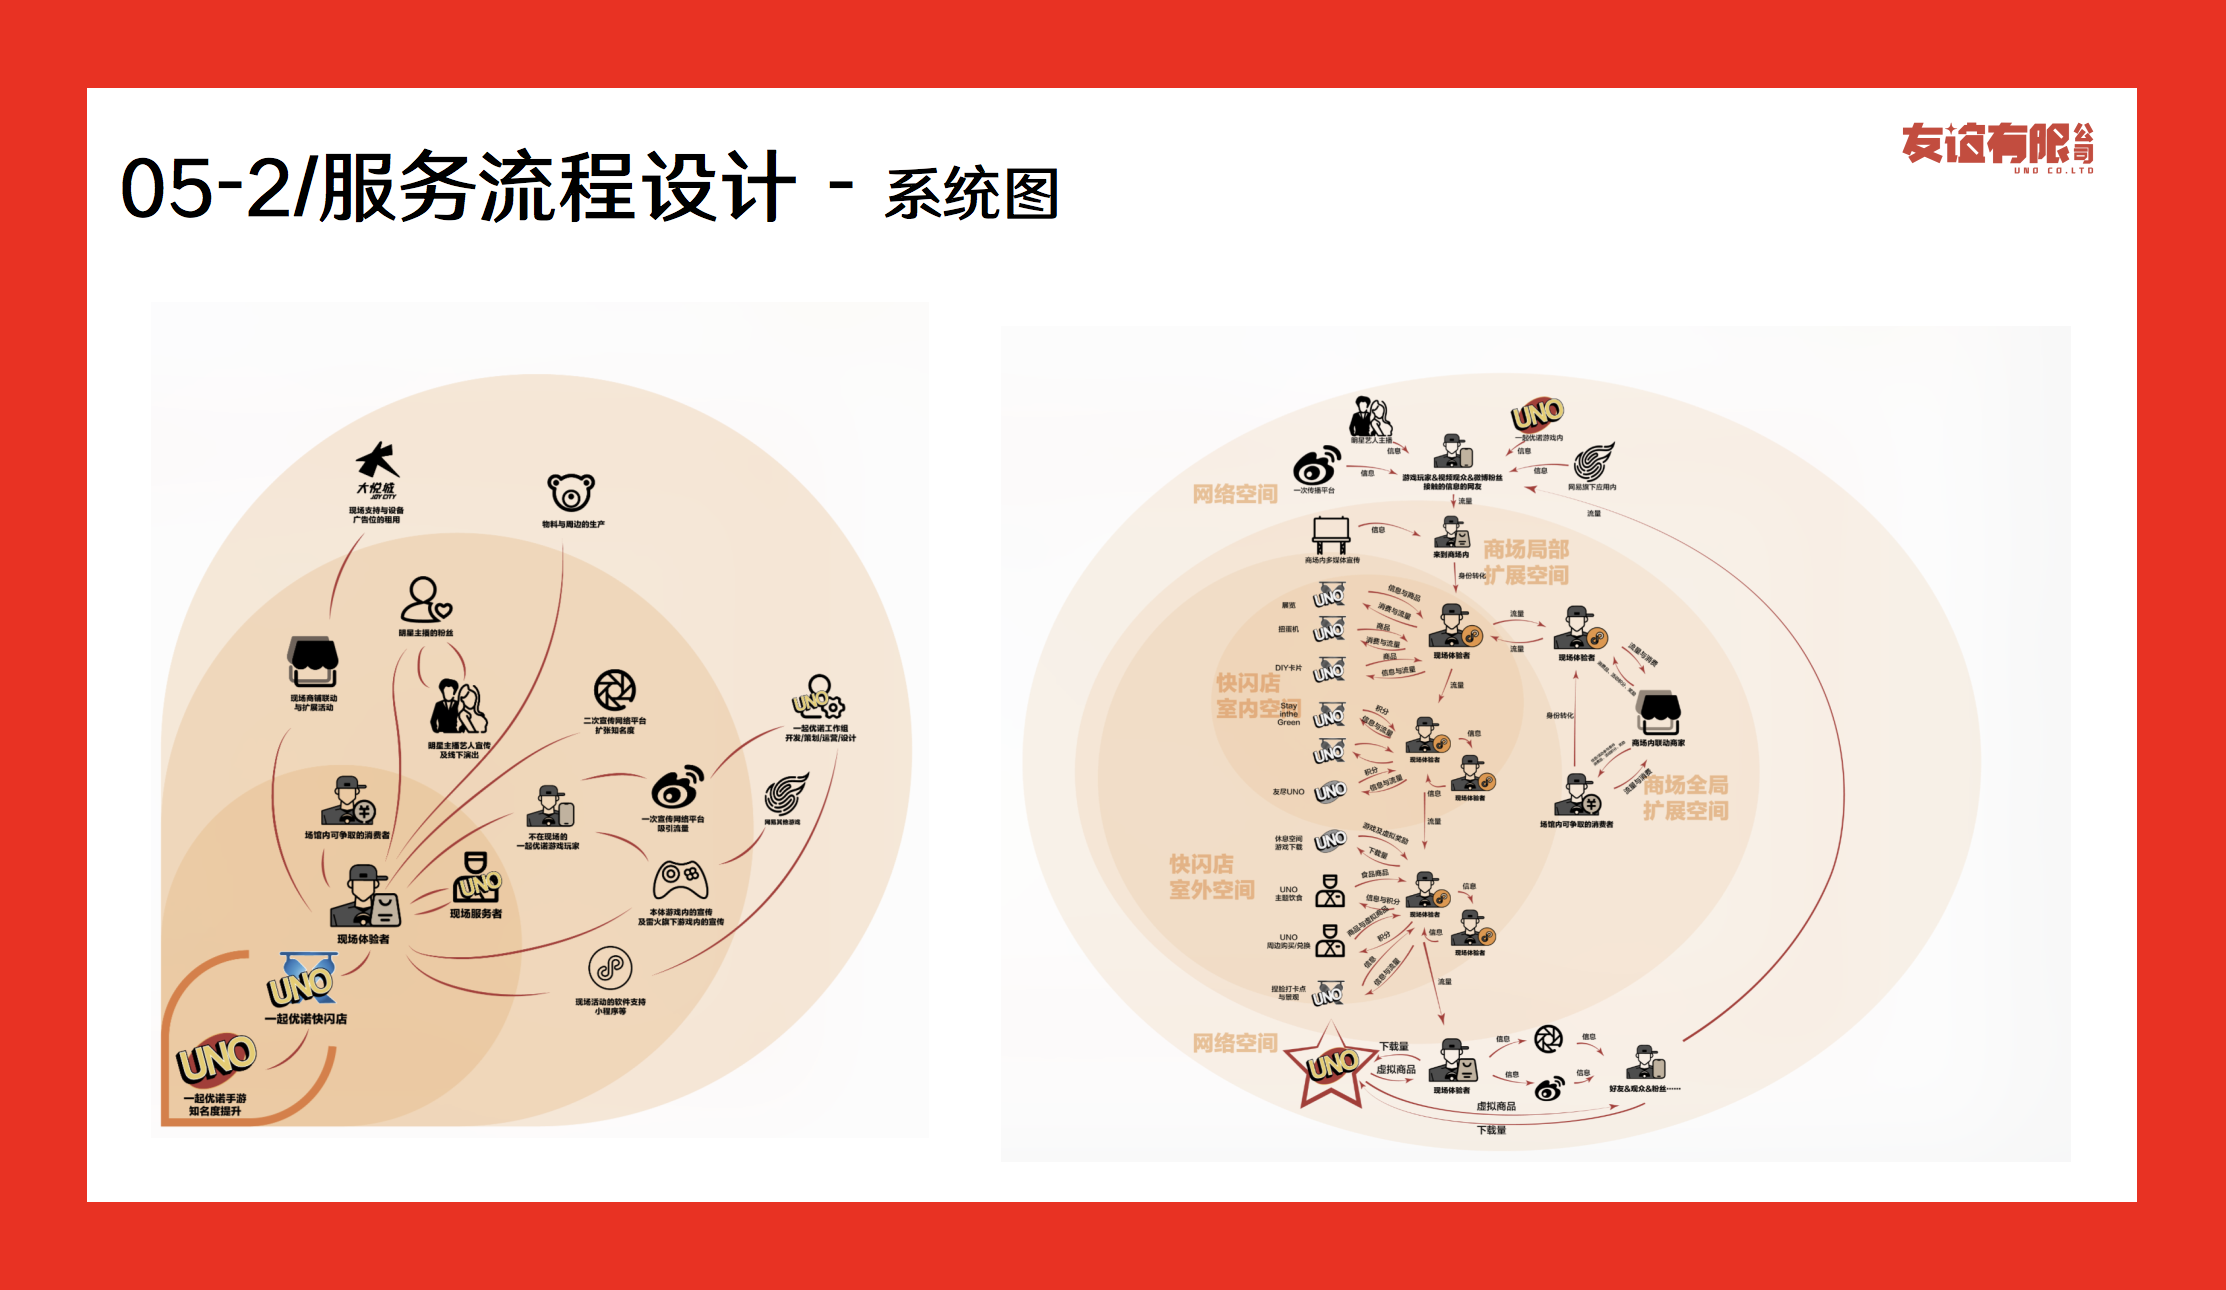 05-2/服务流程设计 - 系统图
友谊有限公司
UNO CO.LTD
大悦城
JOY CITY
现场支持与设备
广告位的租用
物料与周边的生产
明星主播的粉丝
现场商铺联动
与扩展活动
明星主播艺人宣传
及线下演出
二次宣传网络平台
扩张知名度
UNO
一起优诺工作组
开发/策划/运营/设计
场馆内可争取的消费者
不在现场的
一起优诺游戏玩家
一次宣传网络平台
吸引流量
网易其他游戏
UNO
现场服务者
本体游戏内的宣传
及雷火旗下游戏内的宣传
现场体验者
UNO
一起优诺快闪店
现场活动的软件支持
小程序等
UNO
一起优诺手游
知名度提升
网络空间
明星艺人主播
信息
UNO
一起优诺游戏内
信息
一次传播平台
信息
游戏玩家&视频观众&微博粉丝
接触的信息的网友
信息
网易旗下应用内
流量
流量
商场内多媒体宣传
信息
来到商场内
商场局部
扩展空间
身份转化
快闪店
室内空间
展览
UNO
信息与商品
消费与流量
扭蛋机
UNO
商品
消费与流量
DIY卡片
UNO
商品
信息与流量
现场体验者
流量
流量
现场体验者
流量与消费
流量
Stay
inthe
Green
UNO
积分
信息与流量
UNO
现场体验者
信息
身份转化
商场内联动商家
友尽UNO
UNO
积分
信息与流量
现场体验者
信息
流量与消费
场馆内可争取的消费者
商场全局
扩展空间
流量
快闪店
室外空间
休息空间
游戏下载
UNO
游戏及虚拟奖励
下载量
UNO
主题饮食
食品商品
信息与积分
现场体验者
信息
UNO
周边购买/兑换
商品与虚拟商品
积分
信息
现场体验者
信息
信息与流量
捏脸打卡点
与景观
UNO
流量
网络空间
UNO
下载量
虚拟商品
现场体验者
信息
信息
信息
信息
好友&观众&粉丝······
虚拟商品
下载量